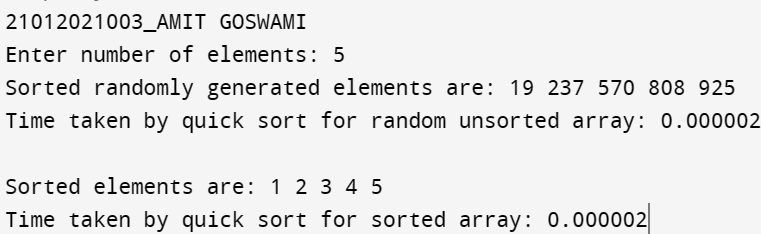 21012021003_AMIT GOSWAMI
Enter number of elements: 5
Sorted randomly generated elements are: 19 237 570 808 925
Time taken by quick sort for random unsorted array: 0.000002
Sorted elements are: 1 2 3 4 5
Time taken by quick sort for sorted array: 0.000002